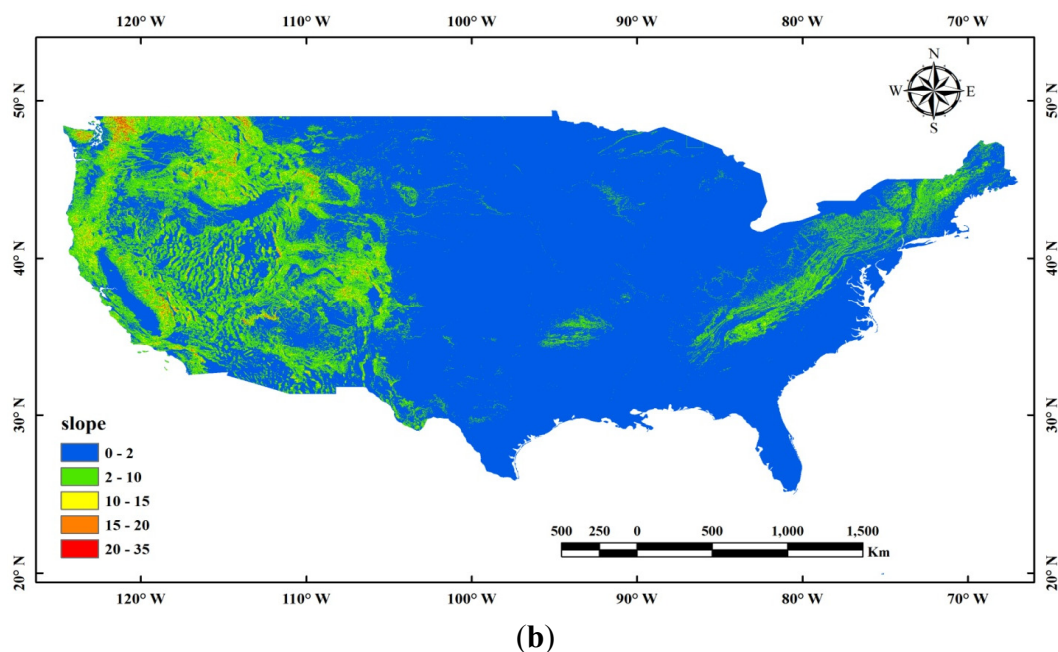 120° W 110° W 100° W 90° W 80° W 70° W
N
W E
S
50° N 50° N
40° N 40° N
30° N 30° N
20° N 20° N
slope
0 - 2
2 - 10
10 - 15
15 - 20
20 - 35
500 250 0 500 1,000 1,500
Km
120° W 110° W 100° W 90° W 80° W 70° W
(b)